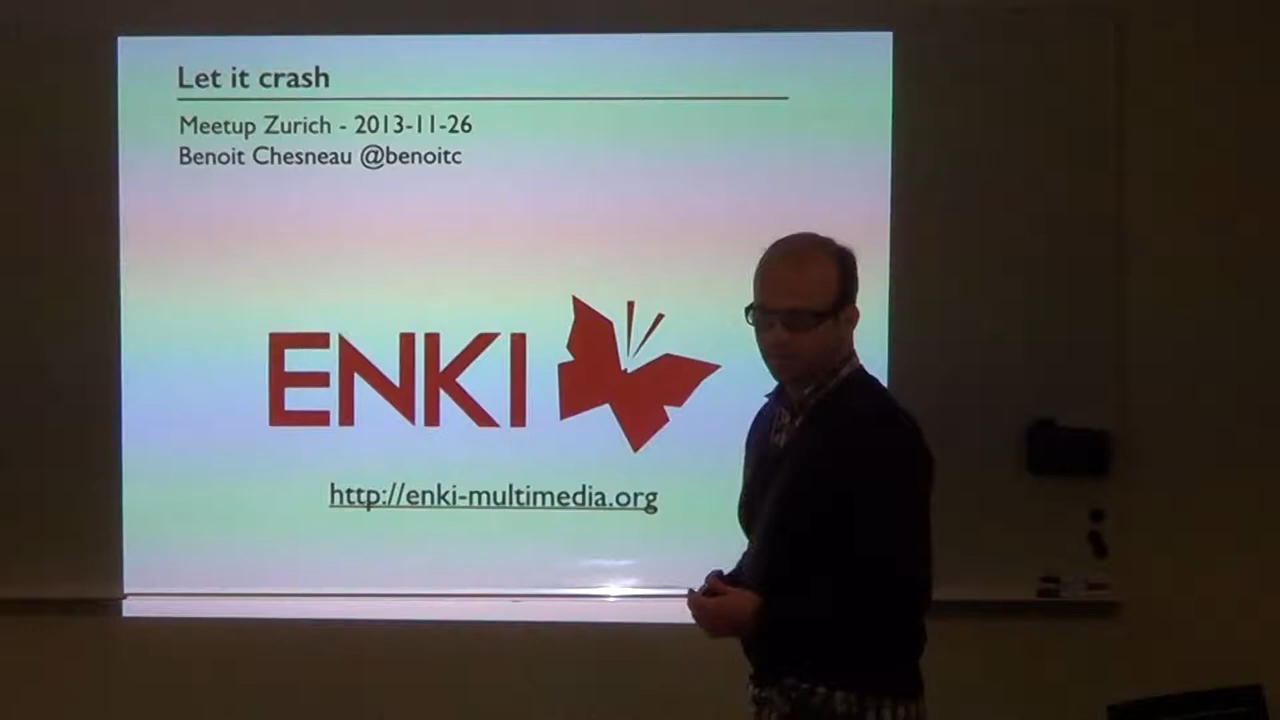 Let it crash
Meetup Zurich - 2013-11-26
Benoit Chesneau @benoitc
ENKI
http://enki-multimedia.org